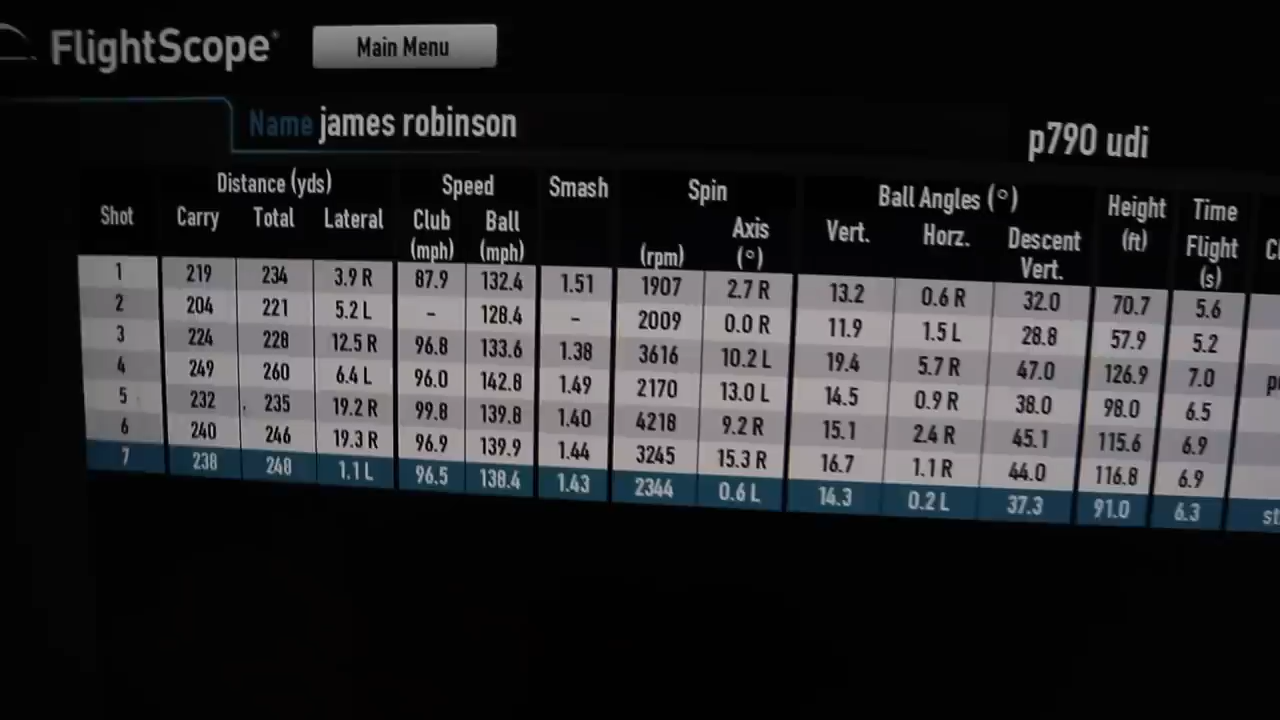 FlightScope®
Main Menu
Name james robinson
p790 udi
Distance (yds) Speed Smash Spin Ball Angles (°) Height Time
Shot Carry Total Lateral Club Ball Axis Vert. Horz. Descent (ft) Flight
(mph) (mph) (rpm) (°) Vert. (s)
1 219 234 3.9 R 87.9 132.4 1.51 1907 2.7 R 13.2 0.6 R 32.0 70.7 5.6
2 204 221 5.2 L - 128.4 - 2009 0.0 R 11.9 1.5 L 28.8 57.9 5.2
3 224 228 12.5 R 96.8 133.6 1.38 3616 10.2 L 19.4 5.7 R 47.0 126.9 7.0
4 249 260 6.4 L 96.0 142.8 1.49 2170 13.0 L 14.5 0.9 R 38.0 98.0 6.5
5 232 235 19.2 R 99.8 139.8 1.40 4218 9.2 R 15.1 2.4 R 45.1 115.6 6.9
6 240 246 19.3 R 96.9 139.9 1.44 3245 15.3 R 16.7 1.1 R 44.0 116.8 6.9
7 238 248 1.1 L 96.5 138.4 1.43 2344 0.6 L 14.3 0.2 L 37.3 91.0 6.3